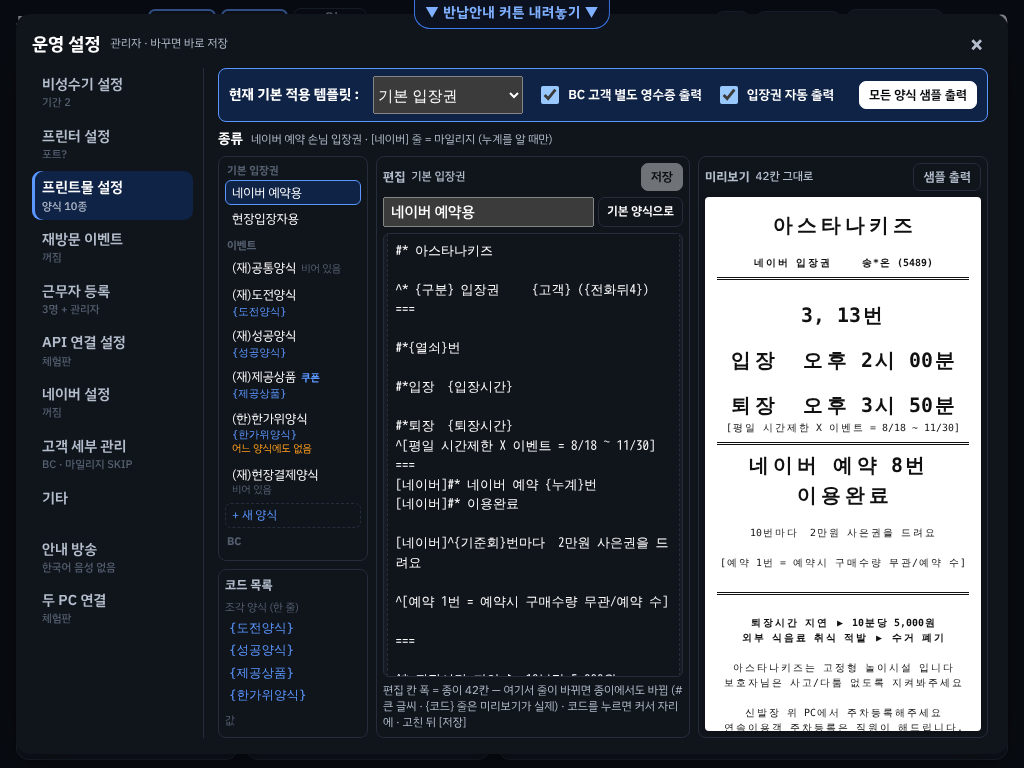 ▼ 반납안내 커튼 내려놓기 ▼
운영 설정 관리자 · 바꾸면 바로 저장
×
비성수기 설정
기간 2
프린터 설정
포트?
프린트물 설정
양식 10종
재방문 이벤트
꺼짐
근무자 등록
3명 + 관리자
API 연결 설정
체험판
네이버 설정
꺼짐
고객 세부 관리
BC · 마일리지 SKIP
기타
안내 방송
한국어 음성 없음
두 PC 연결
체험판
현재 기본 적용 템플릿 : 기본 입장권 BC 고객 별도 영수증 출력 입장권 자동 출력 모든 양식 샘플 출력
종류 네이버 예약 손님 입장권 · [네이버] 줄 = 마일리지 (누계를 알 때만)
기본 입장권
네이버 예약용
현장입장자용
이벤트
(재)공통양식 비어 있음
(재)도전양식
{도전양식}
(재)성공양식
{성공양식}
(재)제공상품 쿠폰
{제공상품}
(한)한가위양식
{한가위양식}
어느 양식에도 없음
(재)현장결제양식
비어 있음
+ 새 양식
BC
코드 목록
조각 양식 (한 줄)
{도전양식}
{성공양식}
{제공상품}
{한가위양식}
값
편집 기본 입장권 저장
네이버 예약용 기본 양식으로
#* 아스타나키즈
^* {구분} 입장권 {고객} ({전화뒤4})
===
#*{열쇠}번
#*입장 {입장시간}
#*퇴장 {퇴장시간}
^[평일 시간제한 X 이벤트 = 8/18 ~ 11/30]
===
[네이버]#* 네이버 예약 {누계}번
[네이버]#* 이용완료
[네이버]^{기준회}번마다 2만원 사은권을 드
려요
^[예약 1번 = 예약시 구매수량 무관/예약 수]
===
편집 칸 폭 = 종이 42칸 — 여기서 줄이 바뀌면 종이에서도 바뀜 (#
큰 글씨 · {코드} 줄은 미리보기가 실제) · 코드를 누르면 커서 자리
에 · 고친 뒤 [저장]
미리보기 42칸 그대로 샘플 출력
아스타나키즈
네이버 입장권 송*온 (5489)
3, 13번
입장 오후 2시 00분
퇴장 오후 3시 50분
[평일 시간제한 X 이벤트 = 8/18 ~ 11/30]
네이버 예약 8번
이용완료
10번마다 2만원 사은권을 드려요
[예약 1번 = 예약시 구매수량 무관/예약 수]
퇴장시간 지연 ▶ 10분당 5,000원
외부 식음료 취식 적발 ▶ 수거 폐기
아스타나키즈는 고정형 놀이시설 입니다
보호자님은 사고/다툼 없도록 지켜봐주세요
신발장 위 PC에서 주차등록해주세요
연속이용객 주차등록은 직원이 해드립니다.